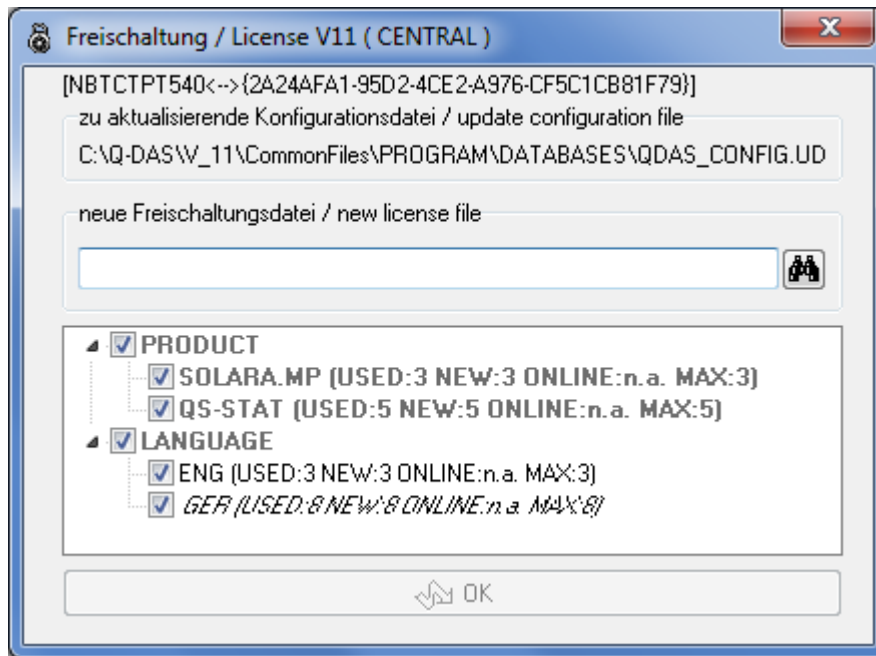 Freischaltung / License V11 ( CENTRAL )
[NBTCTPT540<-->{2A24AFA1-95D2-4CE2-A976-CF5C1CB81F79}]
zu aktualisierende Konfigurationsdatei / update configuration file
C:\Q-DAS\V_11\CommonFiles\PROGRAM\DATABASES\QDAS_CONFIG.UD
neue Freischaltungsdatei / new license file
PRODUCT
SOLARA.MP (USED:3 NEW:3 ONLINE:n.a. MAX:3)
QS-STAT (USED:5 NEW:5 ONLINE:n.a. MAX:5)
LANGUAGE
ENG (USED:3 NEW:3 ONLINE:n.a. MAX:3)
GER (USED:8 NEW:8 ONLINE:n.a. MAX:8)
OK